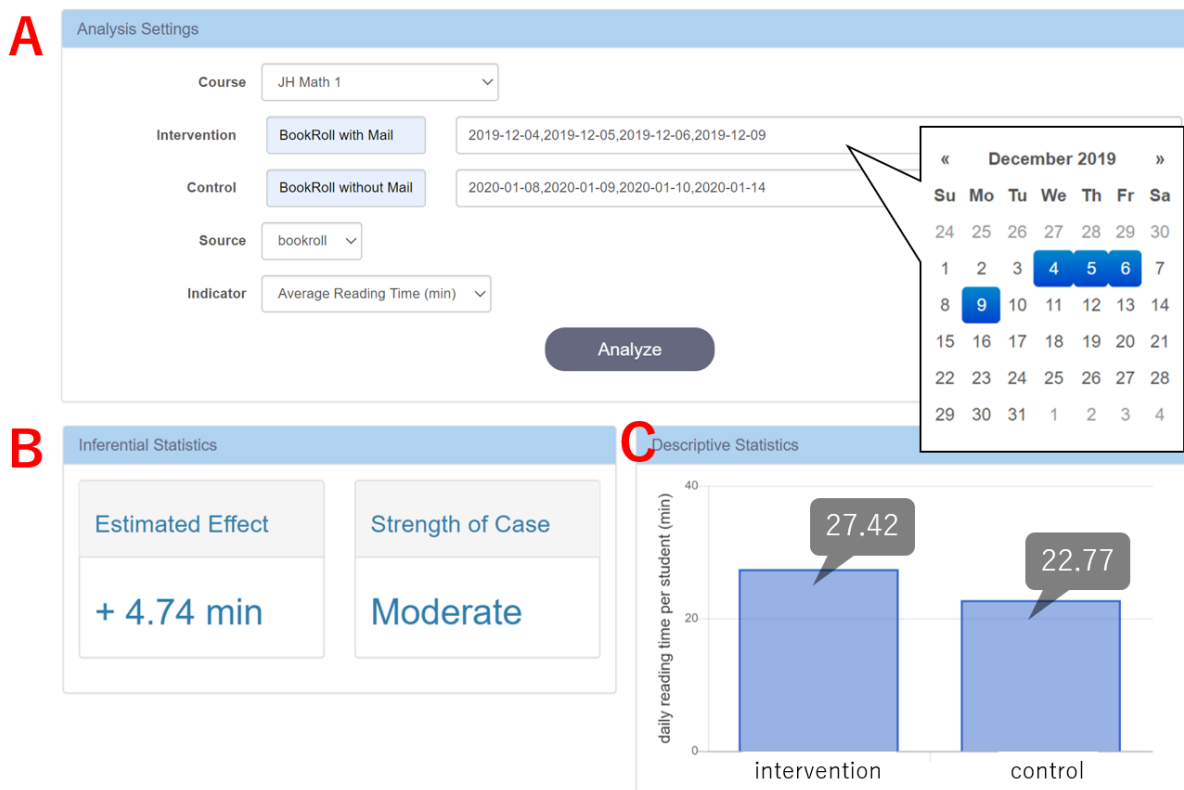 A
Analysis Settings
Course JH Math 1
Intervention BookRoll with Mail 2019-12-04,2019-12-05,2019-12-06,2019-12-09
Control BookRoll without Mail 2020-01-08,2020-01-09,2020-01-10,2020-01-14
Source bookroll
Indicator Average Reading Time (min)
Analyze
« December 2019 »
Su Mo Tu We Th Fr Sa
24 25 26 27 28 29 30
1 2 3 4 5 6 7
8 9 10 11 12 13 14
15 16 17 18 19 20 21
22 23 24 25 26 27 28
29 30 31 1 2 3 4
B
Inferential Statistics
Estimated Effect
+ 4.74 min
Strength of Case
Moderate
C
Descriptive Statistics
daily reading time per student (min)
40
20
0
27.42
22.77
intervention control